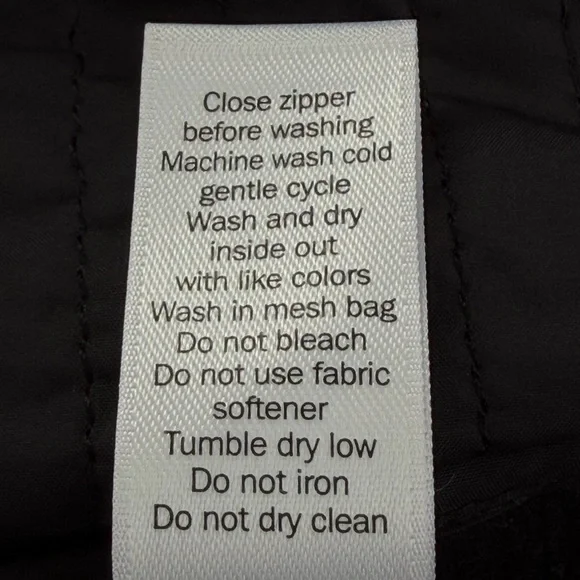 Close zipper
before washing
Machine wash cold
gentle cycle
Wash and dry
inside out
with like colors
Wash in mesh bag
Do not bleach
Do not use fabric
softener
Tumble dry low
Do not iron
Do not dry clean